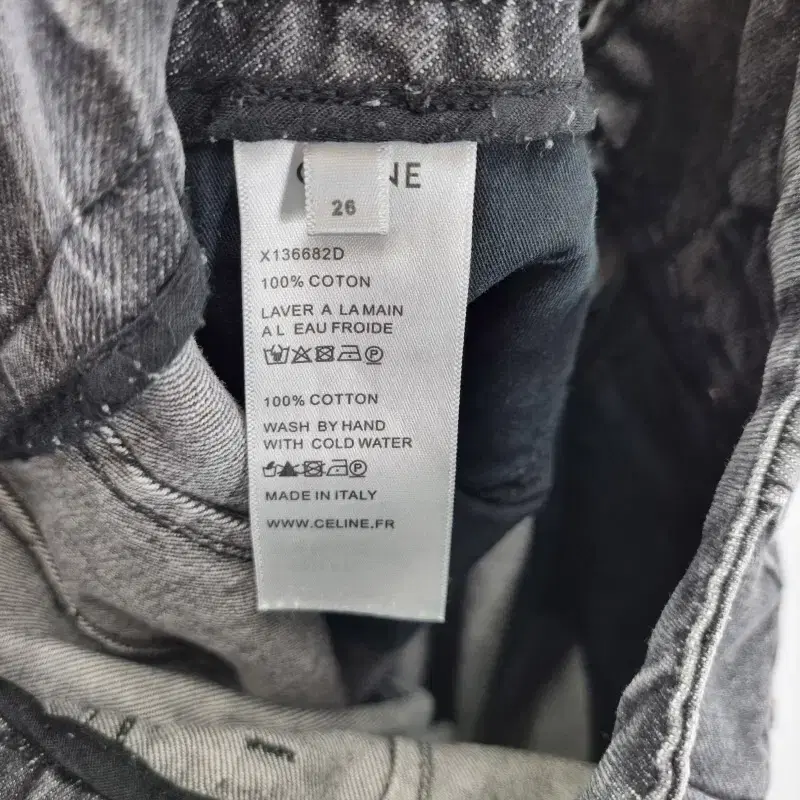 NE
26
X136682D
100% COTON
LAVER A LA MAIN
A L EAU FROIDE
100% COTTON
WASH BY HAND
WITH COLD WATER
MADE IN ITALY
WWW.CELINE.FR